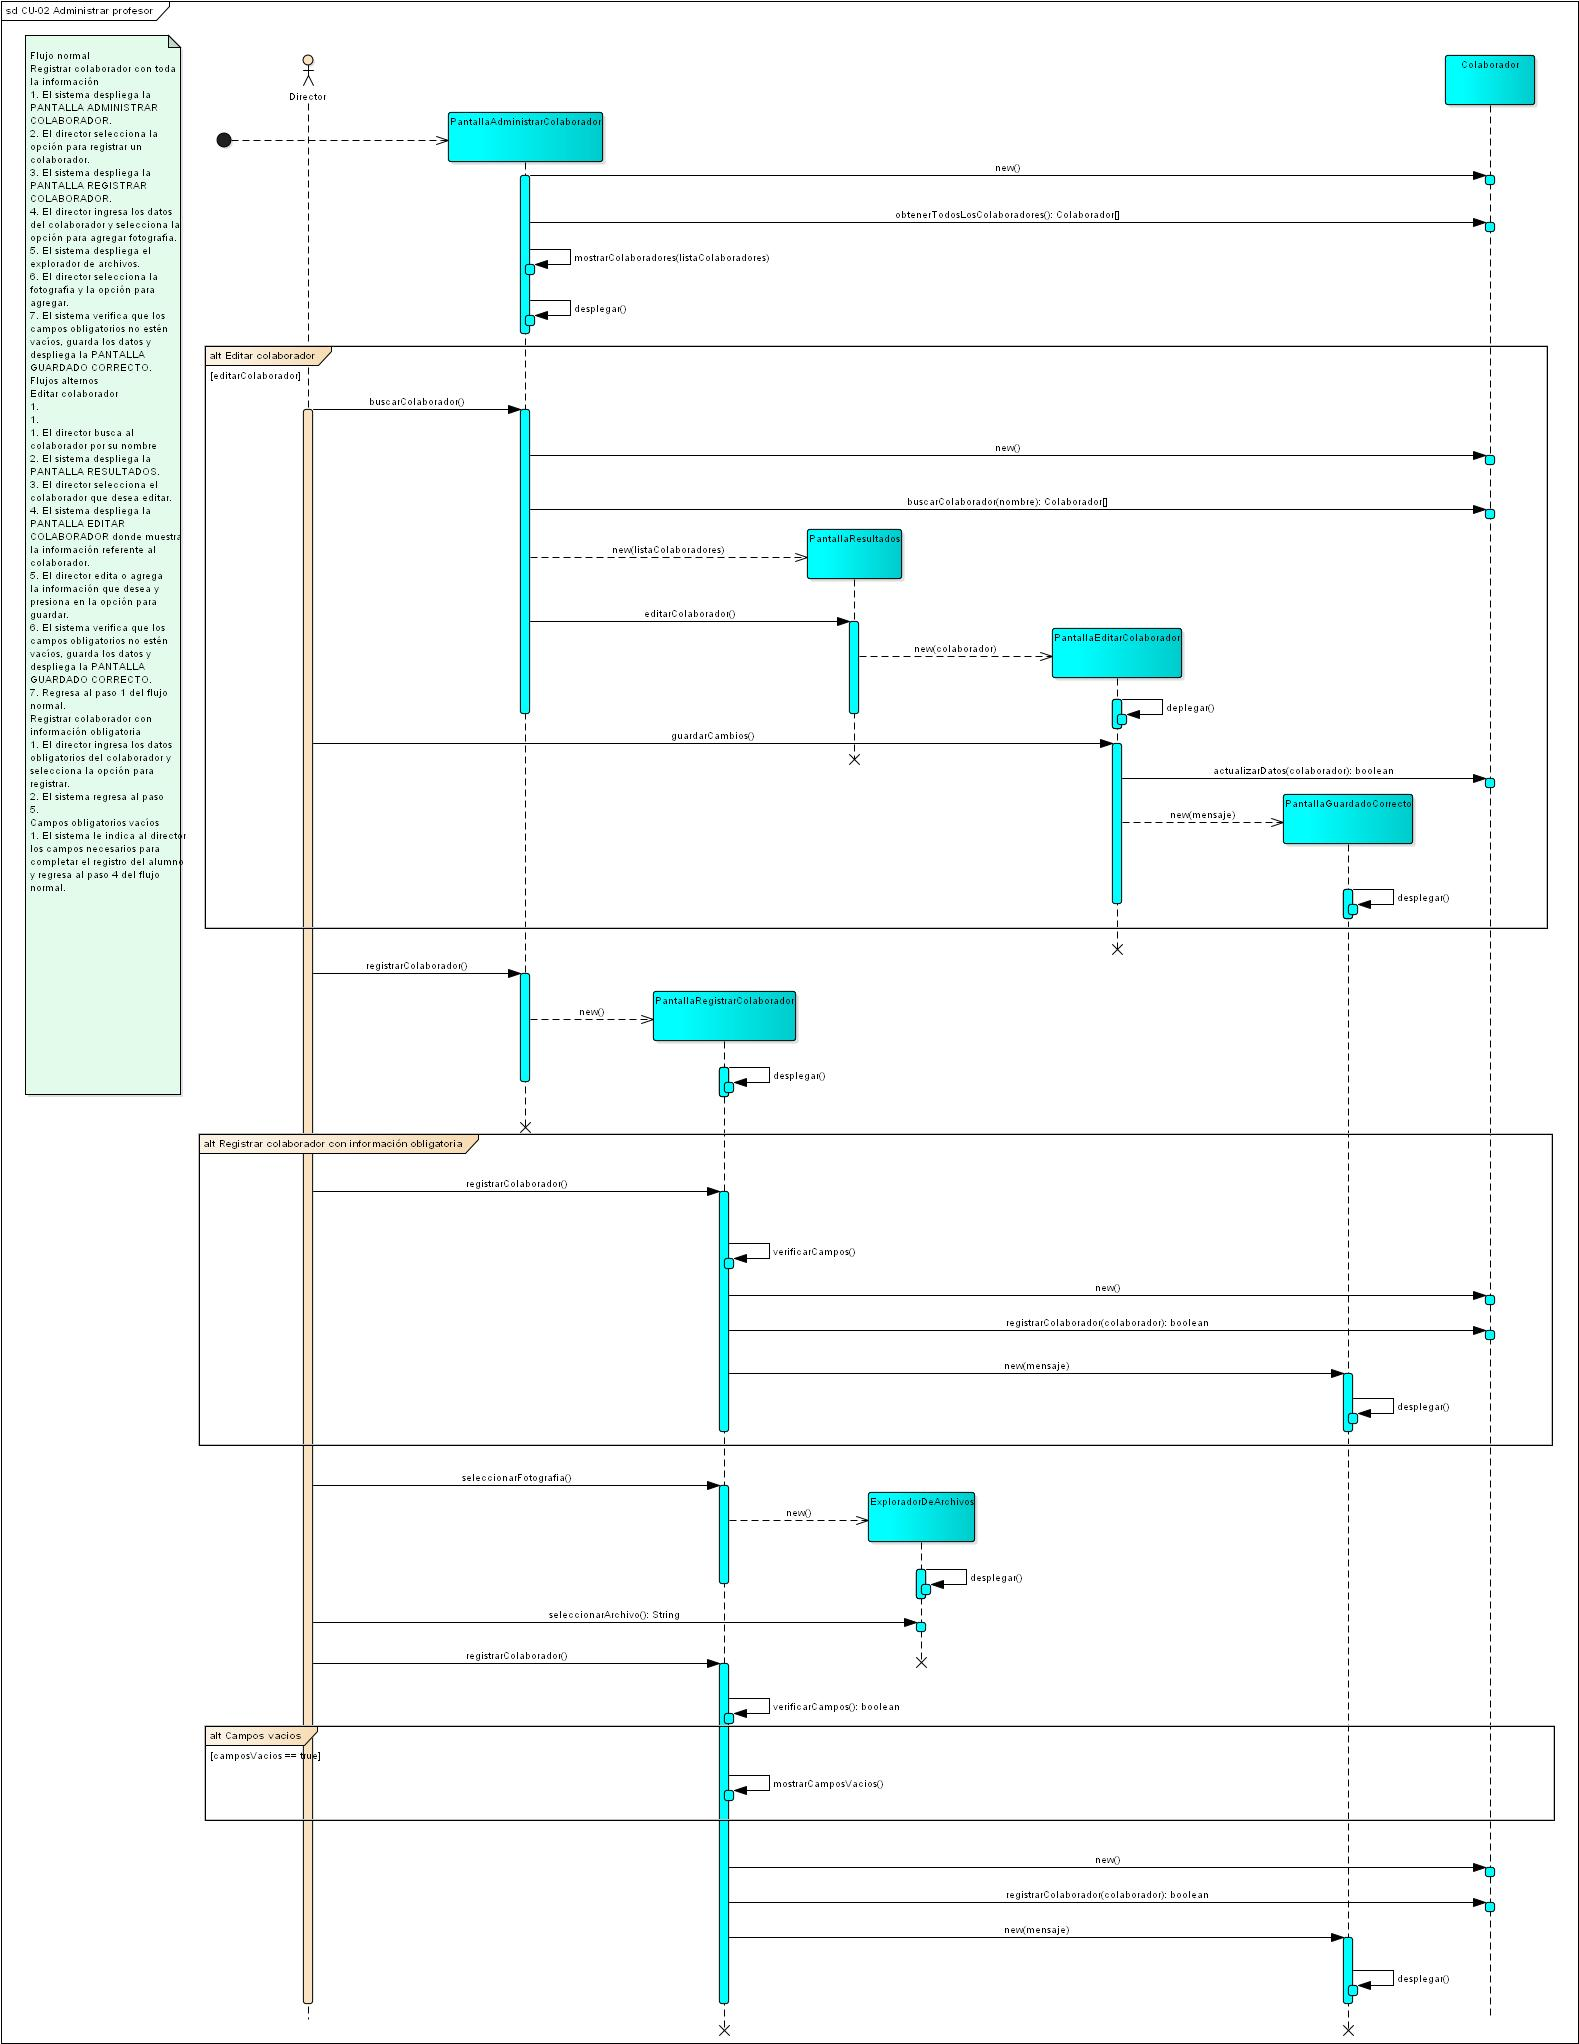 sd CU-02 Administrar profesor
Flujo normal
Registrar colaborador con toda
la información
1. El sistema despliega la
PANTALLA ADMINISTRAR
COLABORADOR.
2. El director selecciona la
opción para registrar un
colaborador.
3. El sistema despliega la
PANTALLA REGISTRAR
COLABORADOR.
4. El director ingresa los datos
del colaborador y selecciona la
opción para agregar fotografía.
5. El sistema despliega el
explorador de archivos.
6. El director selecciona la
fotografía y la opción para
agregar.
7. El sistema verifica que los
campos obligatorios no estén
vacíos, guarda los datos y
despliega la PANTALLA
GUARDADO CORRECTO.
Flujos alternos
Editar colaborador
1.
1.
1. El director busca al
colaborador por su nombre
2. El sistema despliega la
PANTALLA RESULTADOS.
3. El director selecciona el
colaborador que desea editar.
4. El sistema despliega la
PANTALLA EDITAR
COLABORADOR donde muestra
la información referente al
colaborador.
5. El director edita o agrega
la información que desea y
presiona en la opción para
guardar.
6. El sistema verifica que los
campos obligatorios no estén
vacíos, guarda los datos y
despliega la PANTALLA
GUARDADO CORRECTO.
7. Regresa al paso 1 del flujo
normal.
Registrar colaborador con
información obligatoria
1. El director ingresa los datos
obligatorios del colaborador y
selecciona la opción para
registrar.
2. El sistema regresa al paso
5.
Campos obligatorios vacíos
1. El sistema le indica al director
los campos necesarios para
completar el registro del alumno
y regresa al paso 4 del flujo
normal.
Director
Colaborador
PantallaAdministrarColaborador
new()
obtenerTodosLosColaboradores(): Colaborador[]
mostrarColaboradores(listaColaboradores)
desplegar()
alt Editar colaborador
[editarColaborador]
buscarColaborador()
new()
buscarColaborador(nombre): Colaborador[]
PantallaResultados
new(listaColaboradores)
editarColaborador()
PantallaEditarColaborador
new(colaborador)
deplegar()
guardarCambios()
actualizarDatos(colaborador): boolean
PantallaGuardadoCorrecto
new(mensaje)
desplegar()
registrarColaborador()
PantallaRegistrarColaborador
new()
desplegar()
alt Registrar colaborador con información obligatoria
registrarColaborador()
verificarCampos()
new()
registrarColaborador(colaborador): boolean
new(mensaje)
desplegar()
seleccionarFotografia()
ExploradorDeArchivos
new()
desplegar()
seleccionarArchivo(): String
registrarColaborador()
verificarCampos(): boolean
alt Campos vacios
[camposVacios == true]
mostrarCamposVacios()
new()
registrarColaborador(colaborador): boolean
new(mensaje)
desplegar()